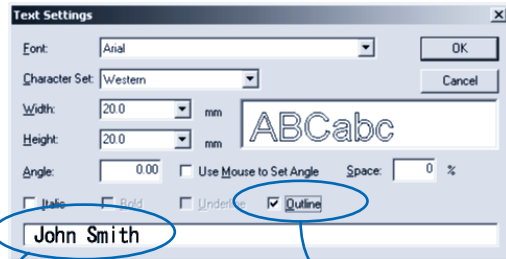 Text Settings
Font: Arial OK
Character Set: Western Cancel
Width: 20.0 mm ABCabc
Height: 20.0 mm
Angle: 0.00 Use Mouse to Set Angle Space: 0 %
Italic Bold Underline Outline
John Smith